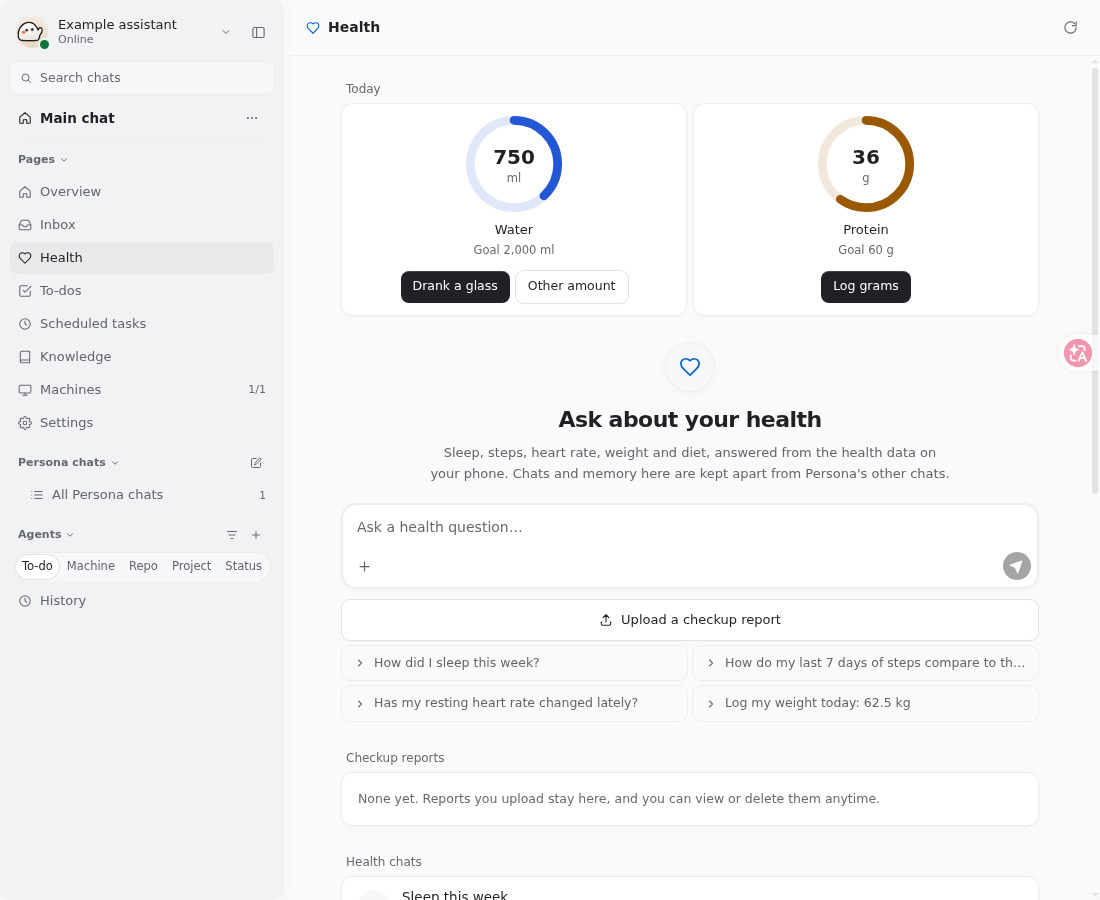 Example assistant
Online
Search chats
Main chat
Pages
Overview
Inbox
Health
To-dos
Scheduled tasks
Knowledge
Machines 1/1
Settings
Persona chats
All Persona chats 1
Agents
To-do Machine Repo Project Status
History
Health
Today
750
ml
Water
Goal 2,000 ml
Drank a glass Other amount
36
g
Protein
Goal 60 g
Log grams
Ask about your health
Sleep, steps, heart rate, weight and diet, answered from the health data on
your phone. Chats and memory here are kept apart from Persona's other chats.
Ask a health question…
Upload a checkup report
How did I sleep this week?
How do my last 7 days of steps compare to th…
Has my resting heart rate changed lately?
Log my weight today: 62.5 kg
Checkup reports
None yet. Reports you upload stay here, and you can view or delete them anytime.
Health chats
Sleep this week